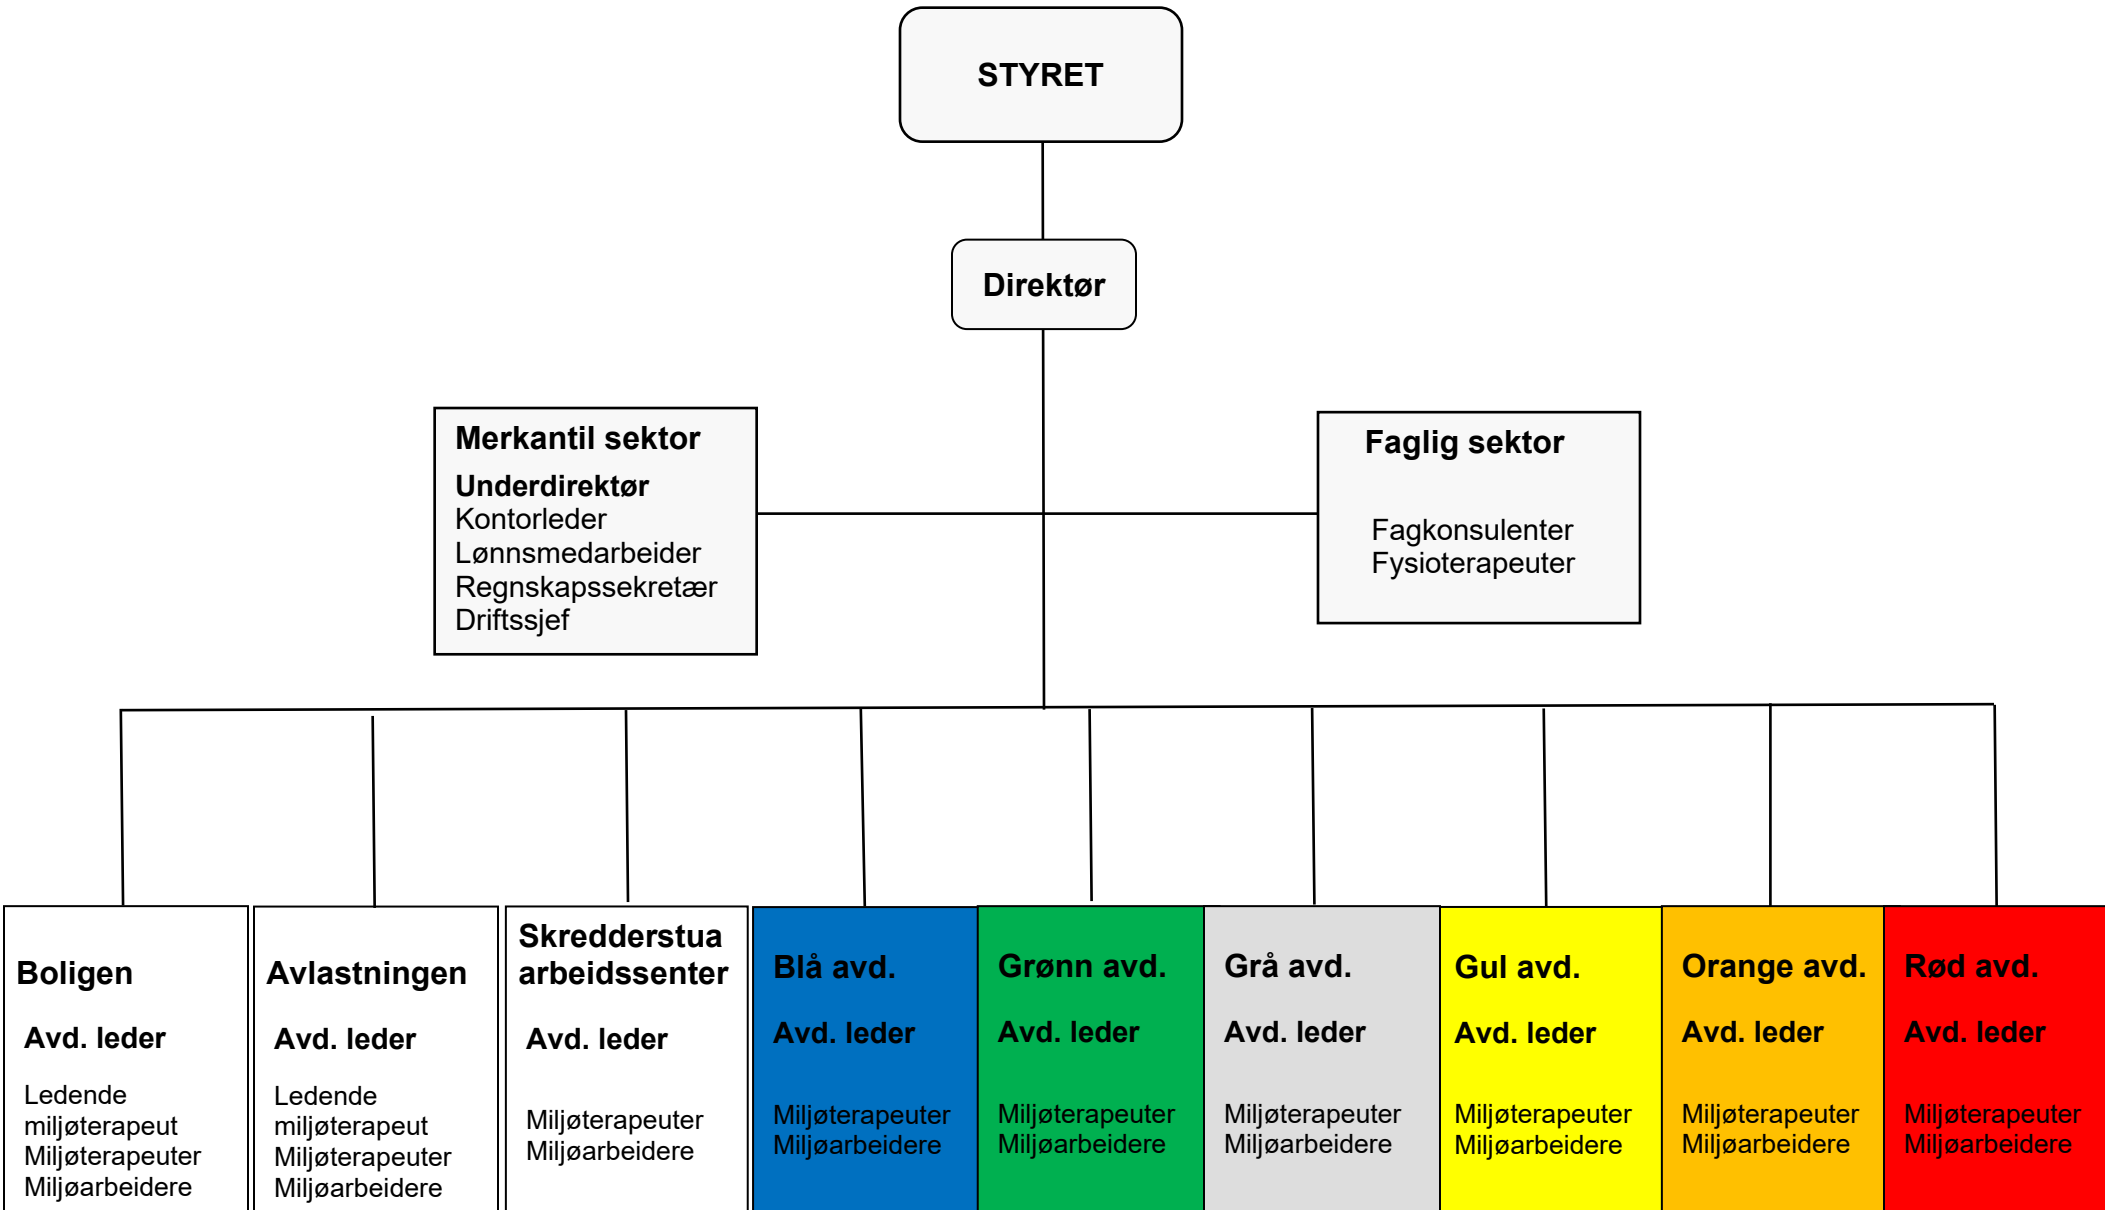 STYRET
Direktør
Merkantil sektor
Underdirektør
Kontorleder
Lønnsmedarbeider
Regnskapssekretær
Driftssjef
Faglig sektor
Fagkonsulenter
Fysioterapeuter
Boligen
Avd. leder
Ledende
miljøterapeut
Miljøterapeuter
Miljøarbeidere
Avlastningen
Avd. leder
Ledende
miljøterapeut
Miljøterapeuter
Miljøarbeidere
Skredderstua
arbeidssenter
Avd. leder
Miljøterapeuter
Miljøarbeidere
Blå avd.
Avd. leder
Miljøterapeuter
Miljøarbeidere
Grønn avd.
Avd. leder
Miljøterapeuter
Miljøarbeidere
Grå avd.
Avd. leder
Miljøterapeuter
Miljøarbeidere
Gul avd.
Avd. leder
Miljøterapeuter
Miljøarbeidere
Orange avd.
Avd. leder
Miljøterapeuter
Miljøarbeidere
Rød avd.
Avd. leder
Miljøterapeuter
Miljøarbeidere